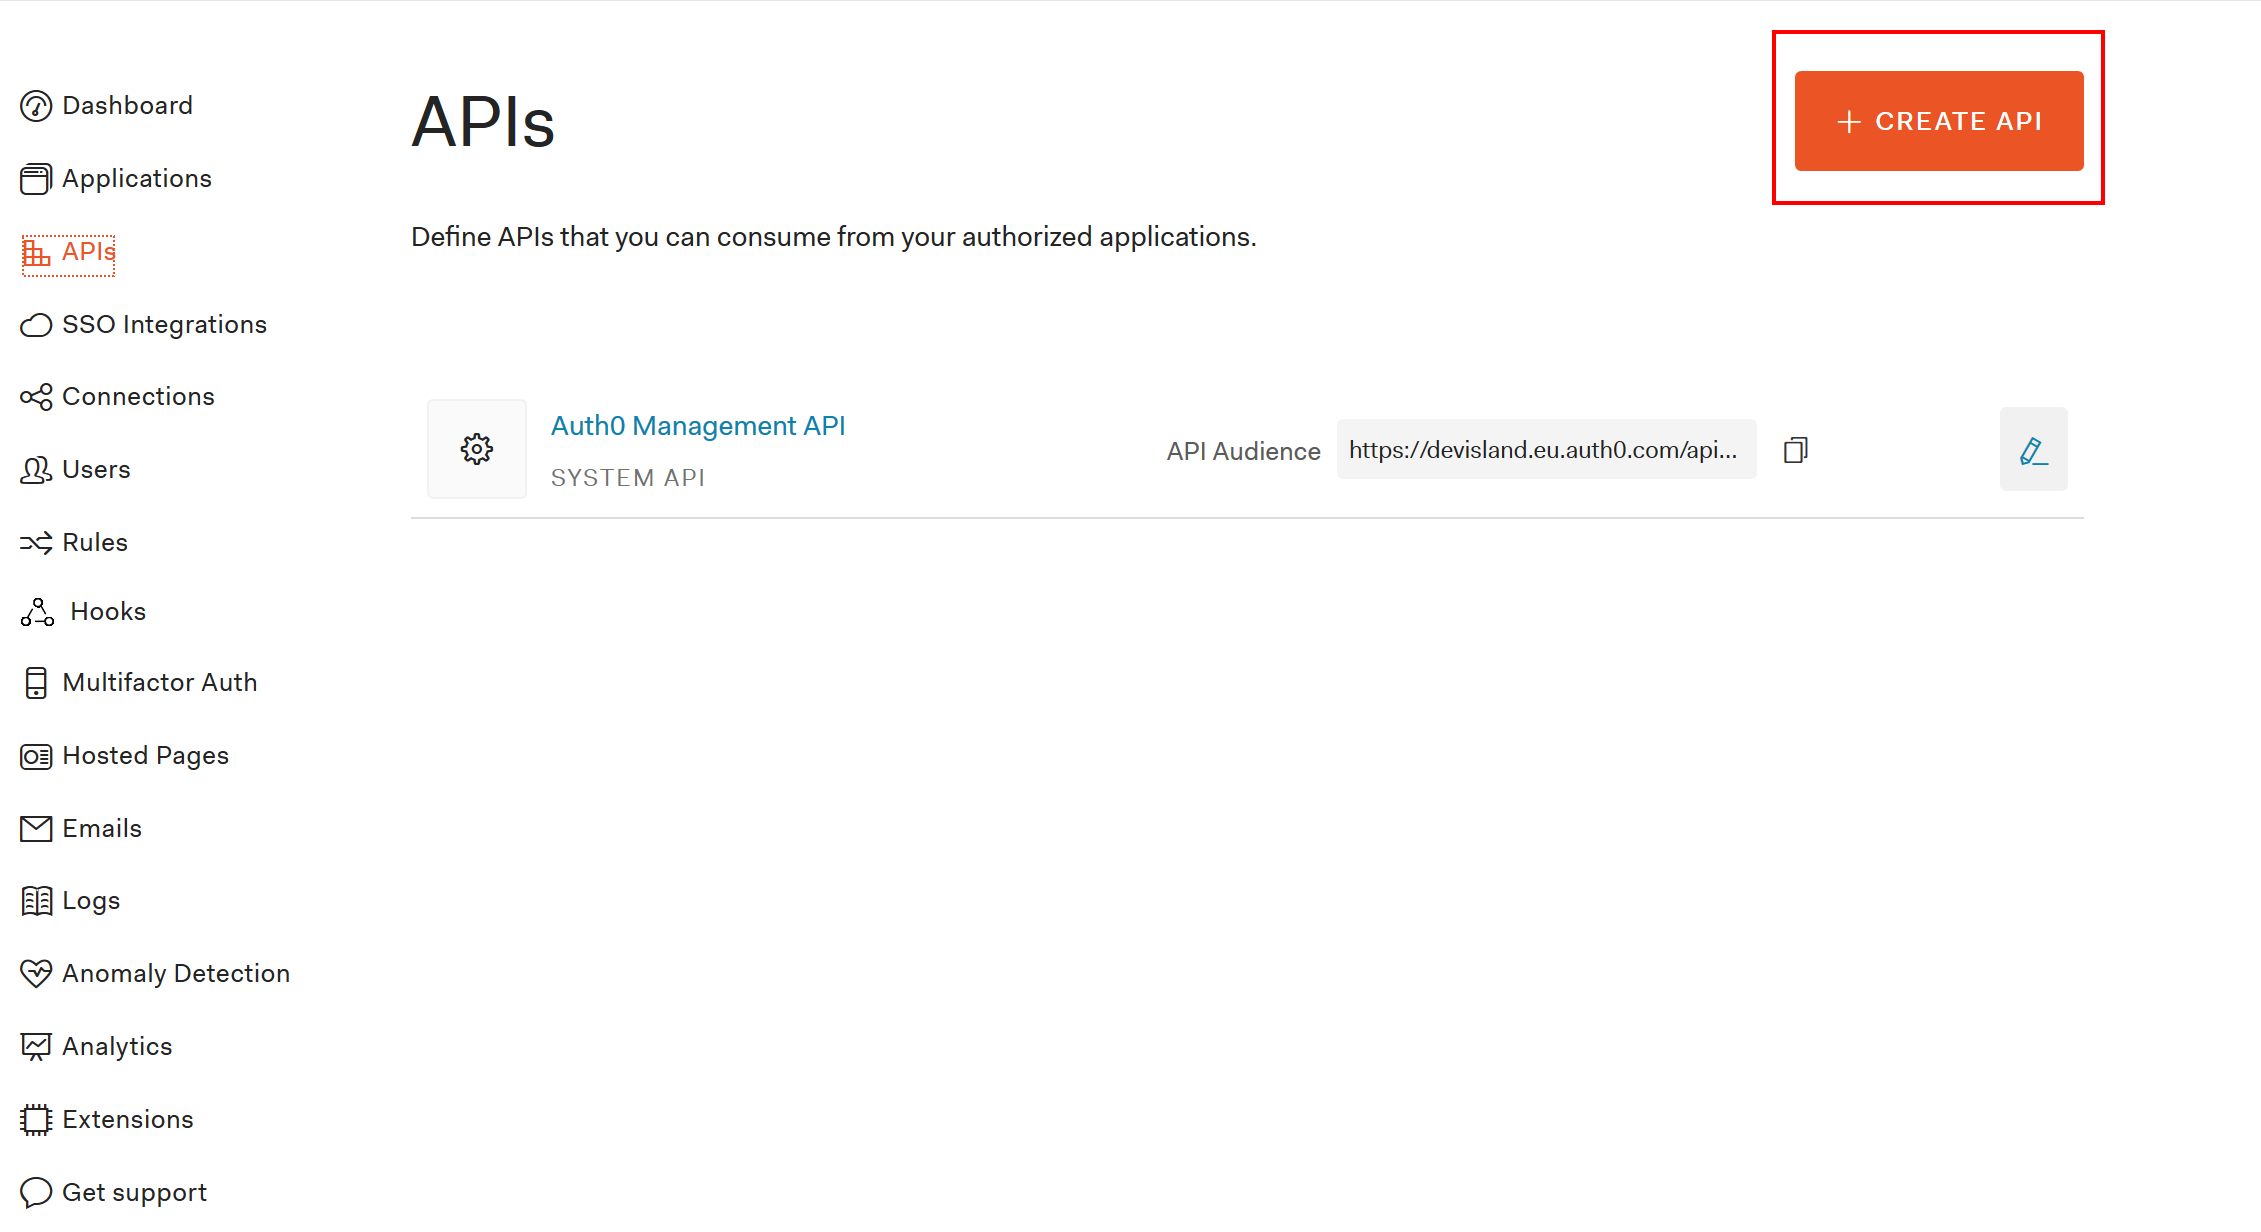 Dashboard
Applications
APIs
SSO Integrations
Connections
Users
Rules
Hooks
Multifactor Auth
Hosted Pages
Emails
Logs
Anomaly Detection
Analytics
Extensions
Get support
APIs
+ CREATE API
Define APIs that you can consume from your authorized applications.
Auth0 Management API
SYSTEM API
API Audience
https://devisland.eu.auth0.com/api...